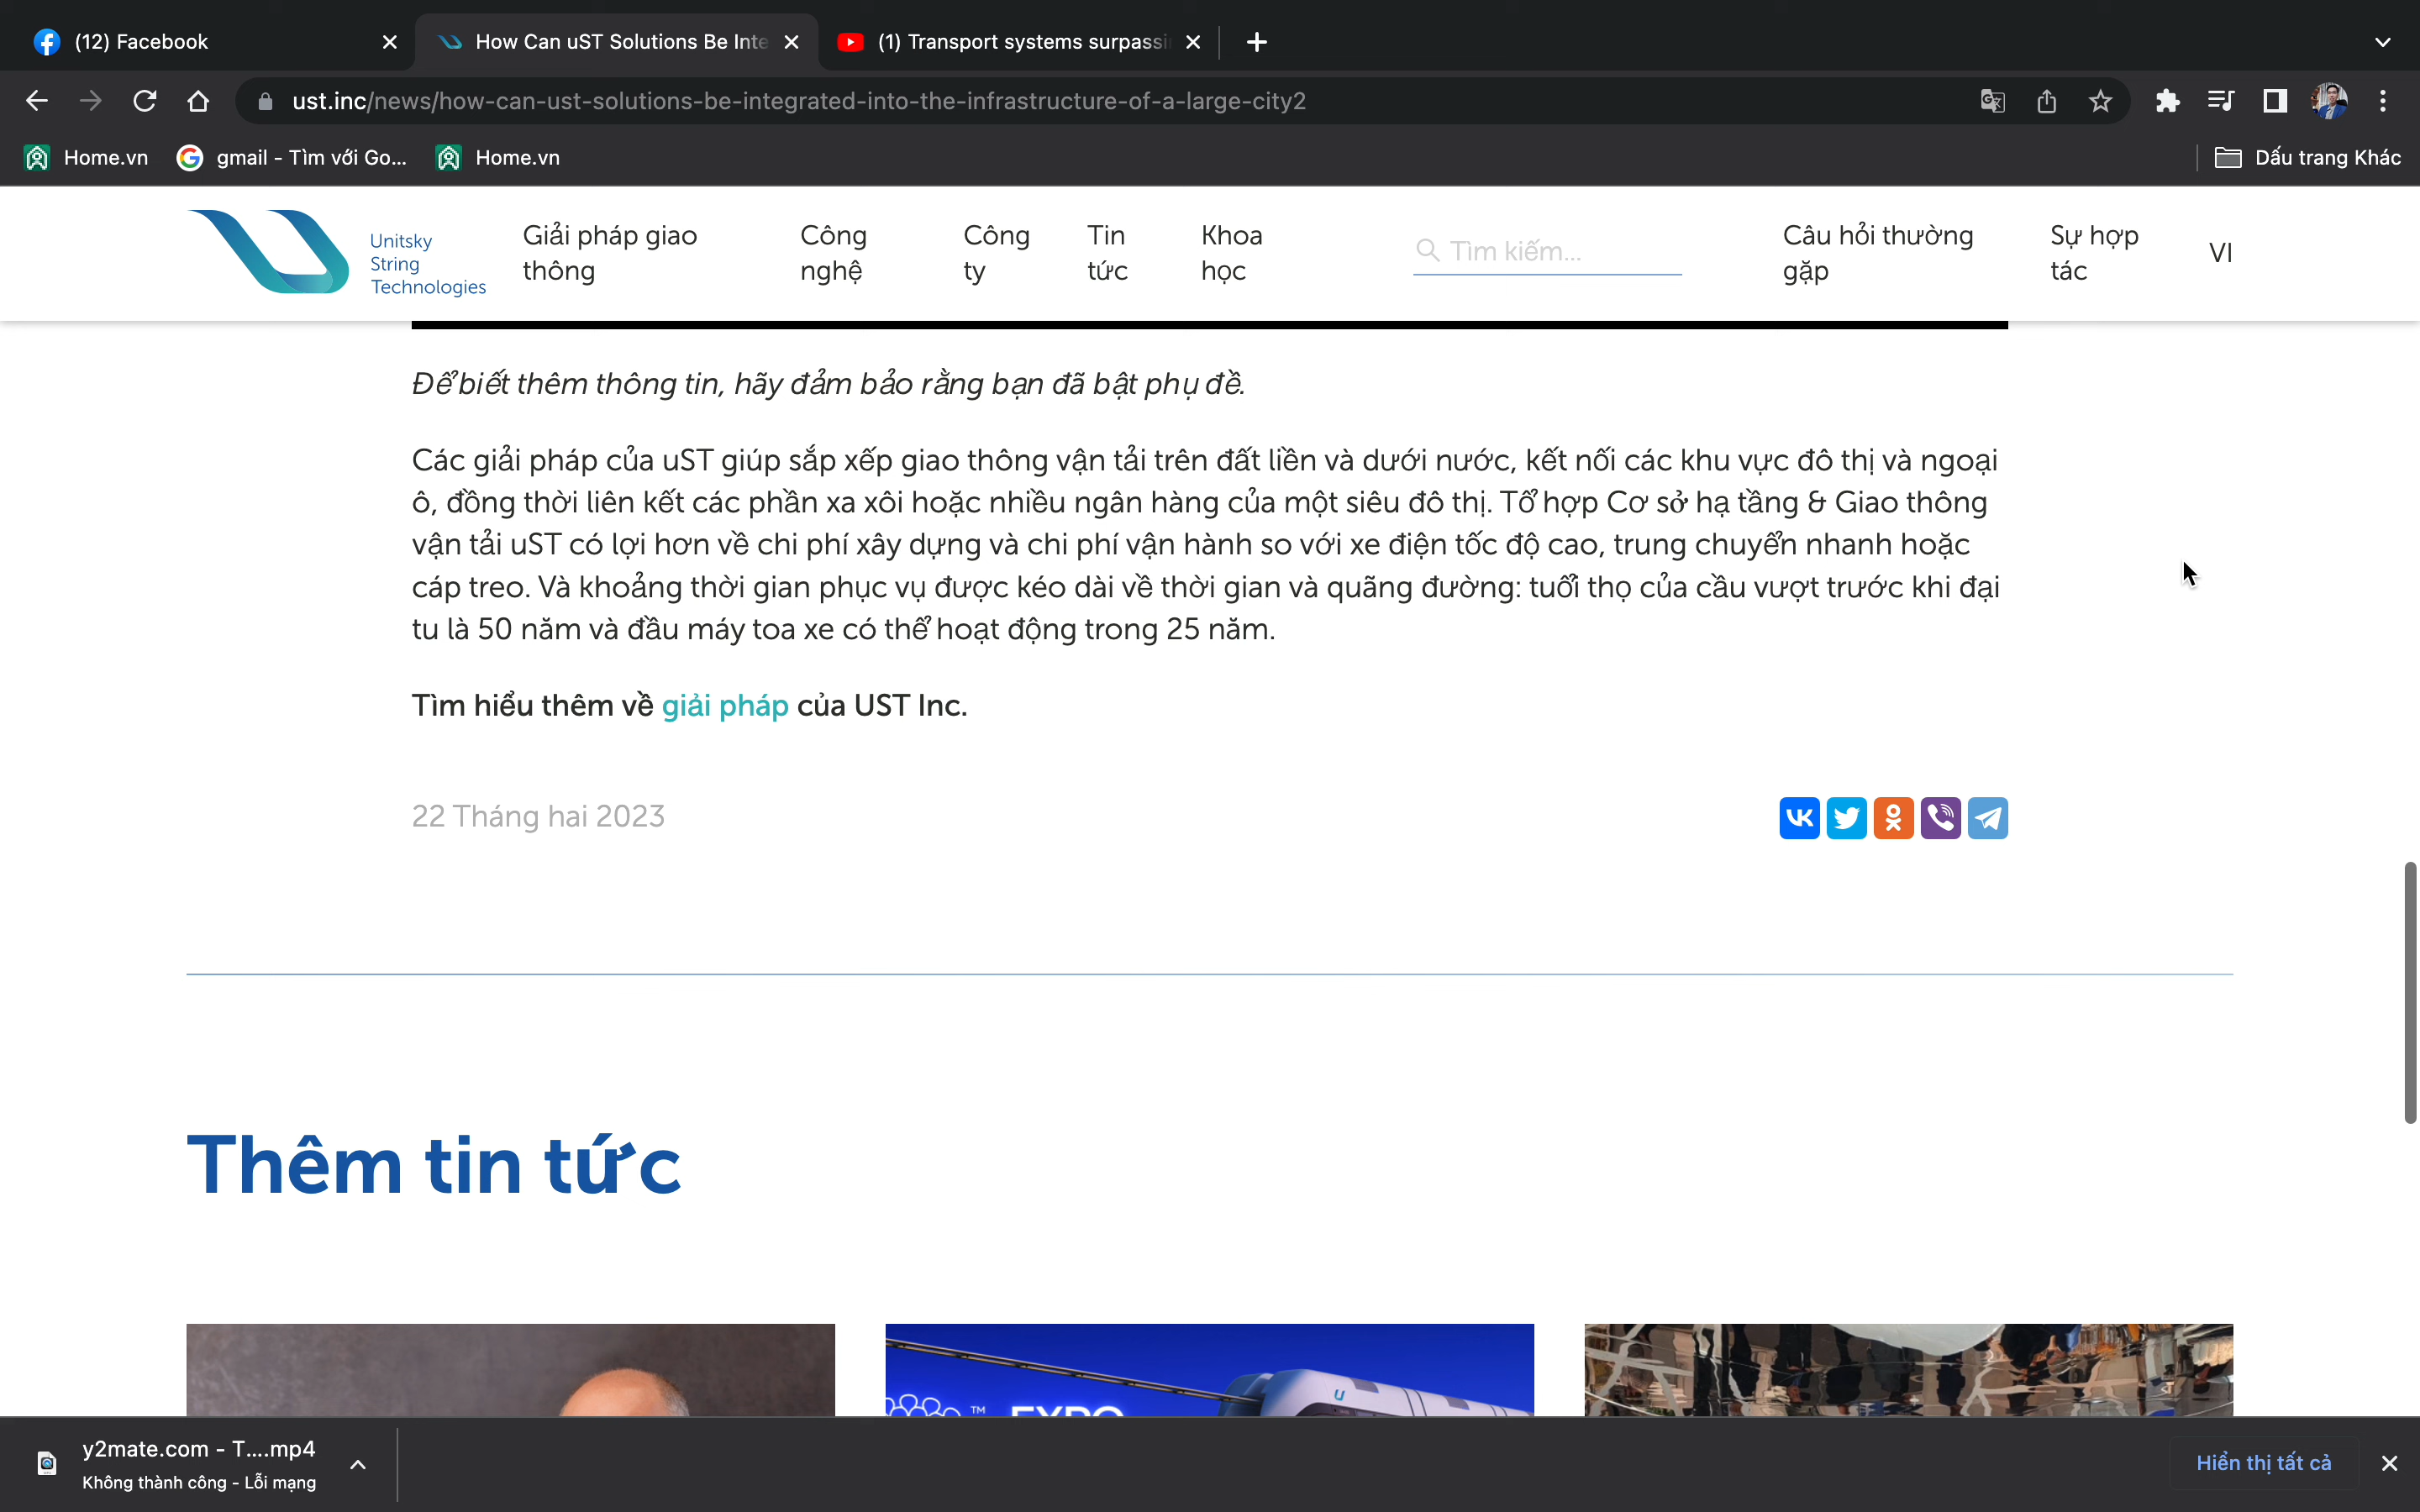 (12) Facebook
How Can uST Solutions Be Inte
(1) Transport systems surpassi
ust.inc/news/how-can-ust-solutions-be-integrated-into-the-infrastructure-of-a-large-city2
Home.vn
gmail - Tìm với Go...
Home.vn
Dấu trang Khác
Unitsky
String
Technologies
Giải pháp giao
thông
Công
nghệ
Công
ty
Tin
tức
Khoa
học
Tìm kiếm...
Câu hỏi thường
gặp
Sự hợp
tác
VI
Để biết thêm thông tin, hãy đảm bảo rằng bạn đã bật phụ đề.
Các giải pháp của uST giúp sắp xếp giao thông vận tải trên đất liền và dưới nước, kết nối các khu vực đô thị và ngoại
ô, đồng thời liên kết các phần xa xôi hoặc nhiều ngân hàng của một siêu đô thị. Tổ hợp Cơ sở hạ tầng & Giao thông
vận tải uST có lợi hơn về chi phí xây dựng và chi phí vận hành so với xe điện tốc độ cao, trung chuyển nhanh hoặc
cáp treo. Và khoảng thời gian phục vụ được kéo dài về thời gian và quãng đường: tuổi thọ của cầu vượt trước khi đại
tu là 50 năm và đầu máy toa xe có thể hoạt động trong 25 năm.
Tìm hiểu thêm về giải pháp của UST Inc.
22 Tháng hai 2023
Thêm tin tức
TM
EXPO
y2mate.com - T....mp4
Không thành công - Lỗi mạng
Hiển thị tất cả